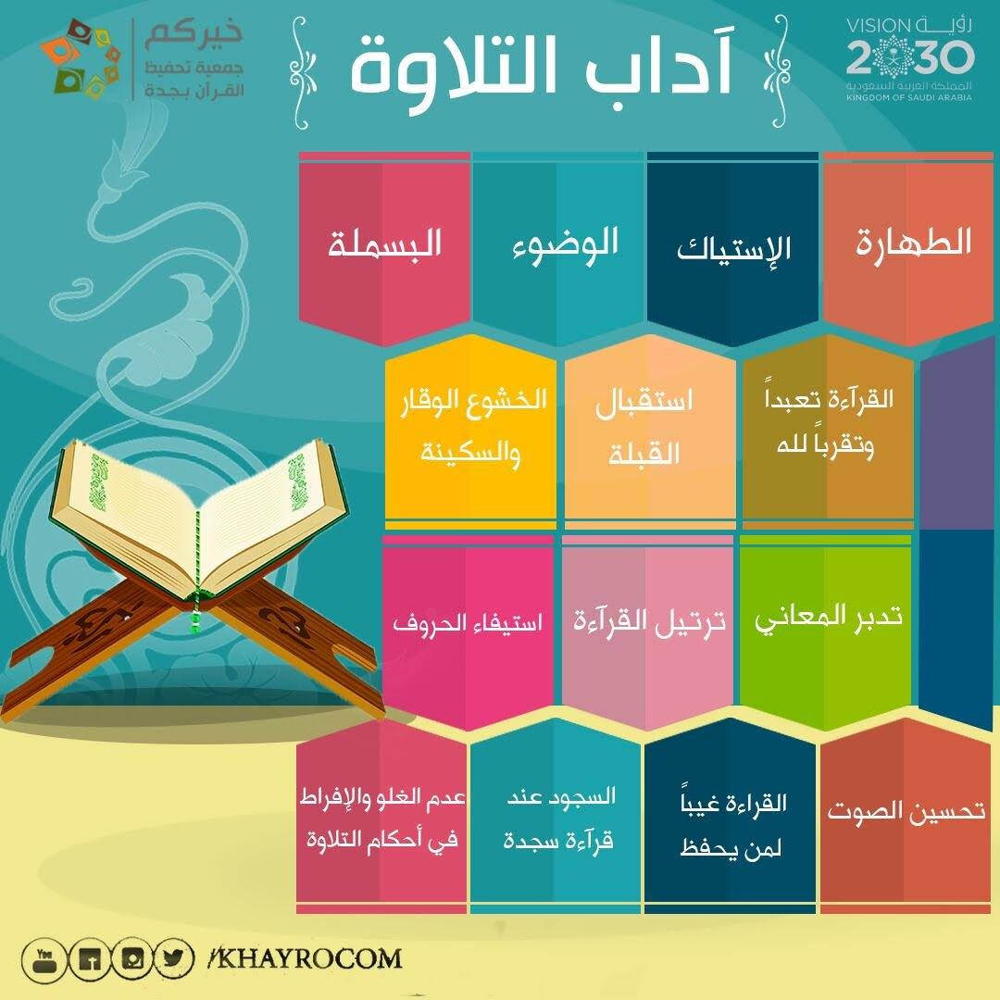 خيركم
جمعية تحفيظ
القرآن بجدة
آداب التلاوة
رؤيــة VISION
2030
المملكة العربية السعودية
KINGDOM OF SAUDI ARABIA
الطهارة
الإستياك
الوضوء
البسملة
القرآءة تعبداً
وتقرباً لله
استقبال
القبلة
الخشوع الوقار
والسكينة
تدبر المعاني
ترتيل القرآءة
استيفاء الحروف
تحسين الصوت
القراءة غيباً
لمن يحفظ
السجود عند
قرآءة سجدة
عدم الغلو والإفراط
في أحكام التلاوة
You
/KHAYROCOM